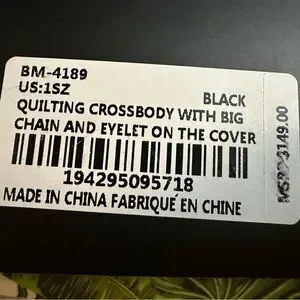 BM-4189
US:1SZ
BLACK
QUILTING CROSSBODY WITH BIG
CHAIN AND EYELET ON THE COVER
194295095718
MADE IN CHINA FABRIQUÉ EN CHINE
149.00